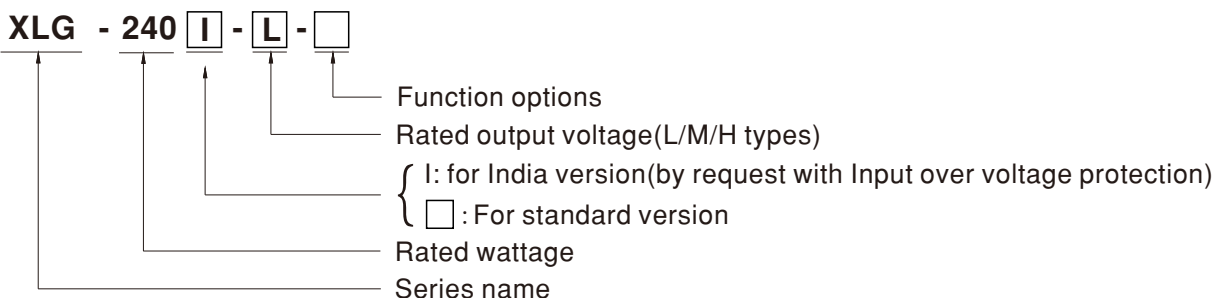 XLG - 240 I - L -
Function options
Rated output voltage(L/M/H types)
I: for India version(by request with Input over voltage protection)
: For standard version
Rated wattage
Series name